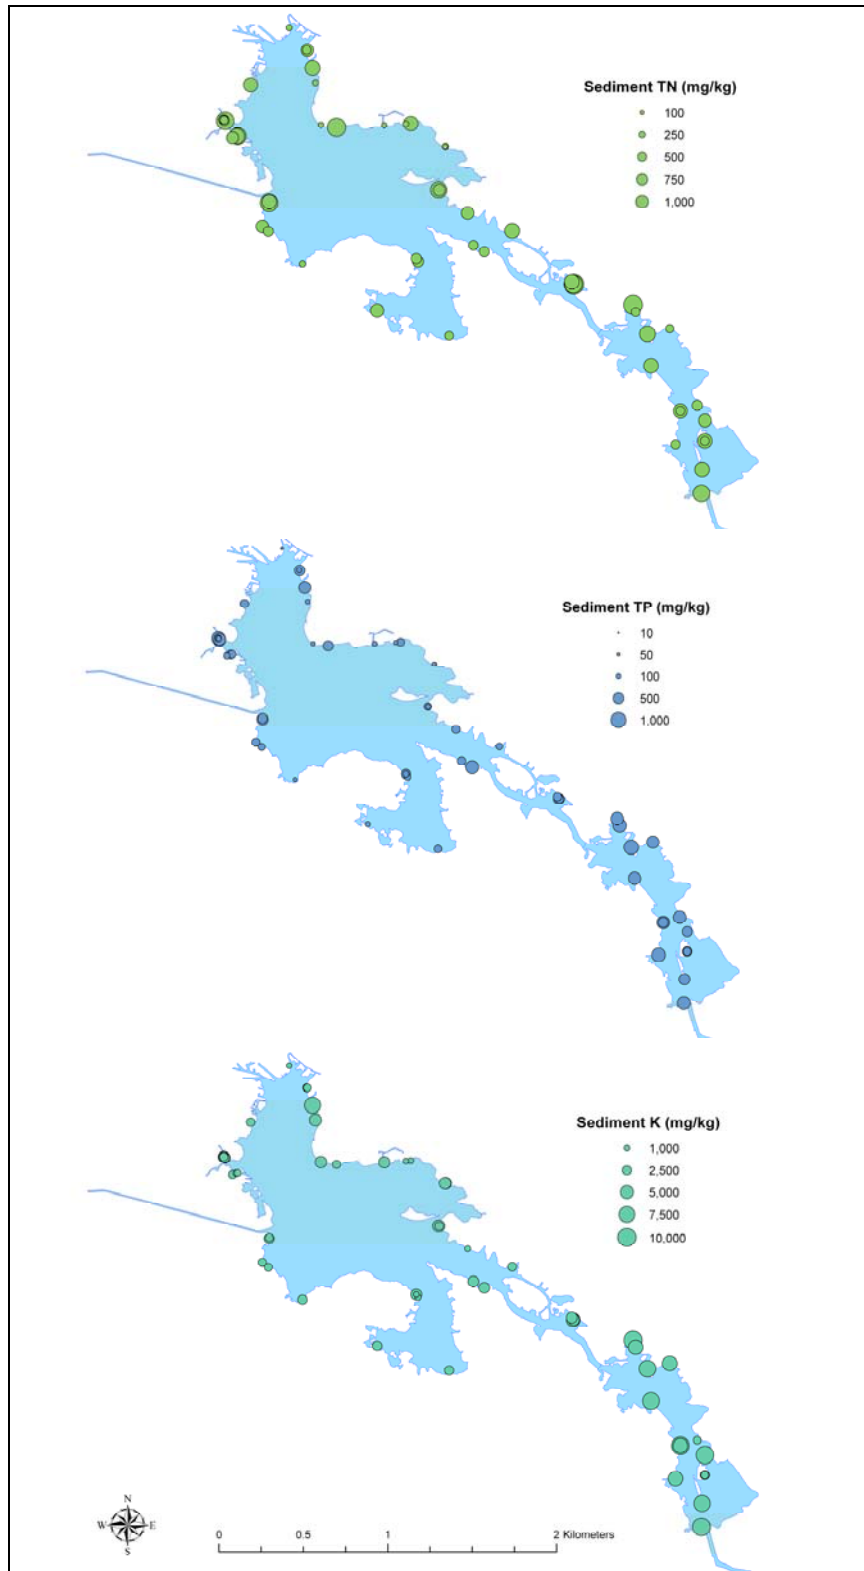 Sediment TN (mg/kg)
100
250
500
750
1,000
Sediment TP (mg/kg)
10
50
100
500
1,000
Sediment K (mg/kg)
1,000
2,500
5,000
7,500
10,000
N
W E
S
0 0.5 1 2 Kilometers